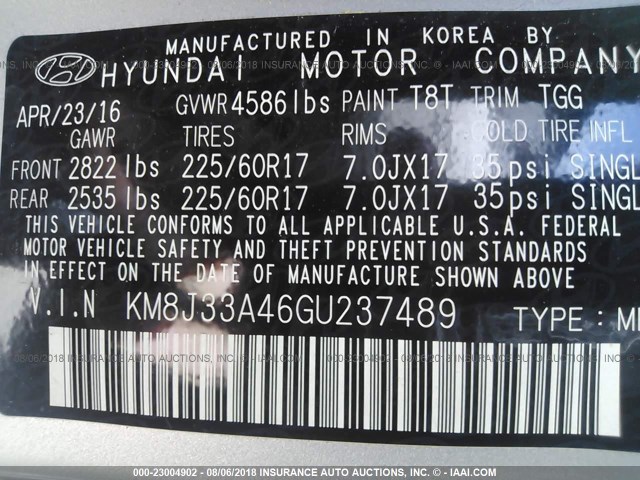 MANUFACTURED IN KOREA BY
HYUNDAI MOTOR COMPANY
APR/23/16 GVWR 4586 lbs PAINT T8T TRIM TGG
GAWR TIRES RIMS COLD TIRE INFL
FRONT 2822 lbs 225/60R17 7.0JX17 35psi SINGL
REAR 2535 lbs 225/60R17 7.0JX17 35psi SINGL
THIS VEHICLE CONFORMS TO ALL APPLICABLE U.S.A. FEDERAL
MOTOR VEHICLE SAFETY AND THEFT PREVENTION STANDARDS
IN EFFECT ON THE DATE OF MANUFACTURE SHOWN ABOVE
V.I.N KM8J33A46GU237489 TYPE: M
000-23004902 - 08/06/2018 INSURANCE AUTO AUCTIONS, INC. © - IAAI.COM